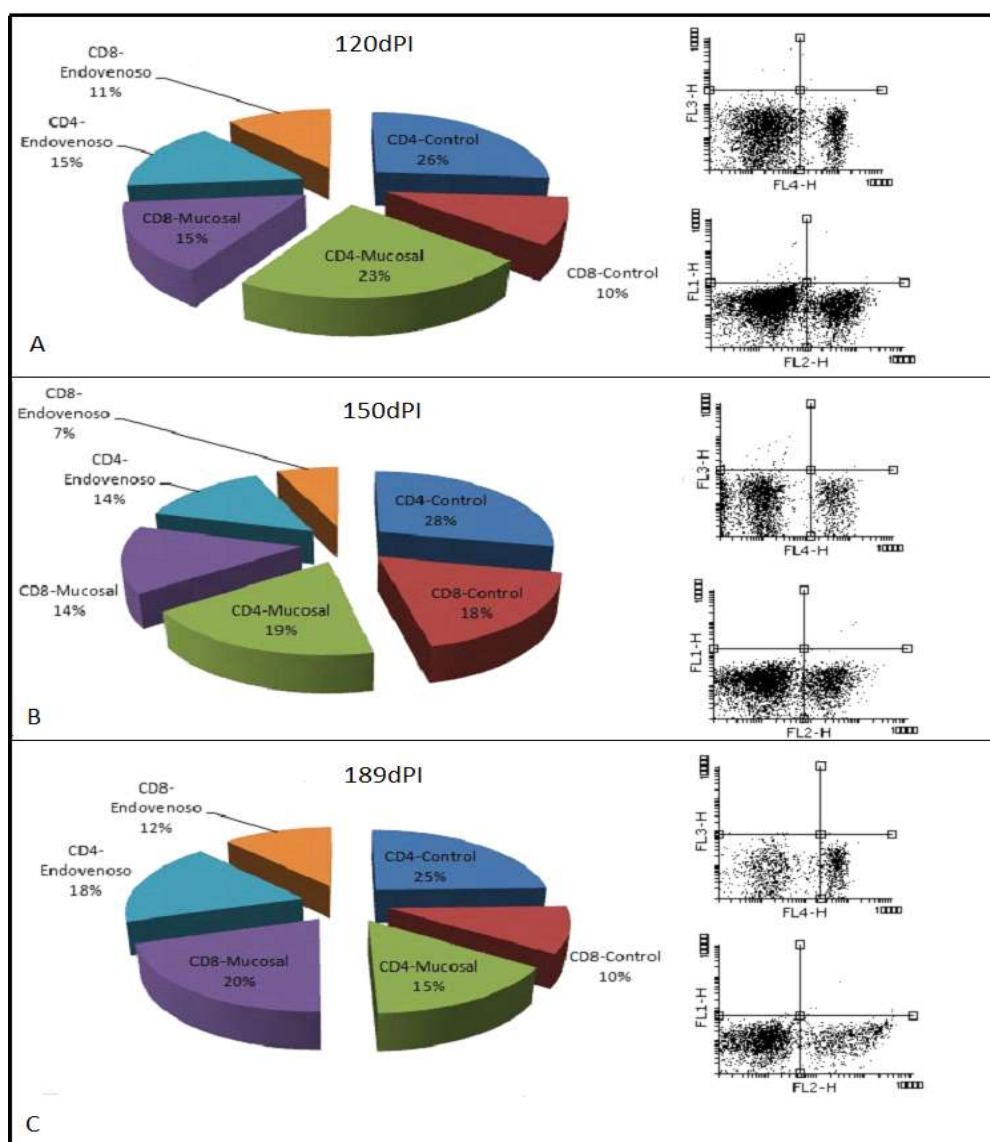 120dPI
CD8-
Endovenoso
11%
CD4-
Endovenoso
15%
CD4-Control
26%
CD8-Mucosal
15%
CD4-Mucosal
23%
CD8-Control
10%
A
FL3-H
FL4-H
FL1-H
FL2-H
150dPI
CD8-
Endovenoso
7%
CD4-
Endovenoso
14%
CD4-Control
28%
CD8-Mucosal
14%
CD4-Mucosal
19%
CD8-Control
18%
B
FL3-H
FL4-H
FL1-H
FL2-H
189dPI
CD8-
Endovenoso
12%
CD4-
Endovenoso
18%
CD4-Control
25%
CD8-Mucosal
20%
CD4-Mucosal
15%
CD8-Control
10%
C
FL3-H
FL4-H
FL1-H
FL2-H